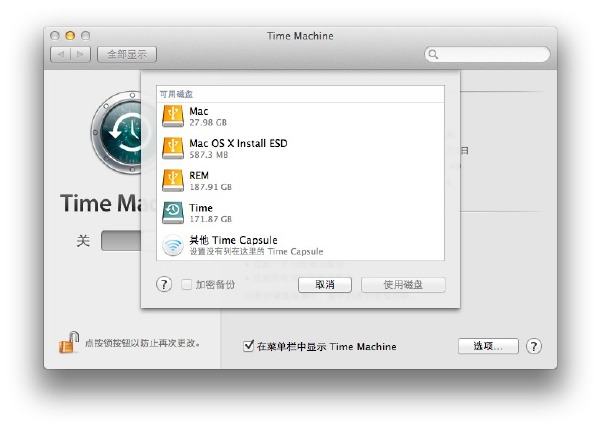 Time Machine
全部显示
可用磁盘
Mac
27.98 GB
Mac OS X Install ESD
587.3 MB
REM
187.91 GB
Time
171.87 GB
其他 Time Capsule
设置没有列在这里的 Time Capsule
日
Time Ma
关
? 加密备份 取消 使用磁盘
点按锁按钮以防止再次更改。
在菜单栏中显示 Time Machine 选项... ?